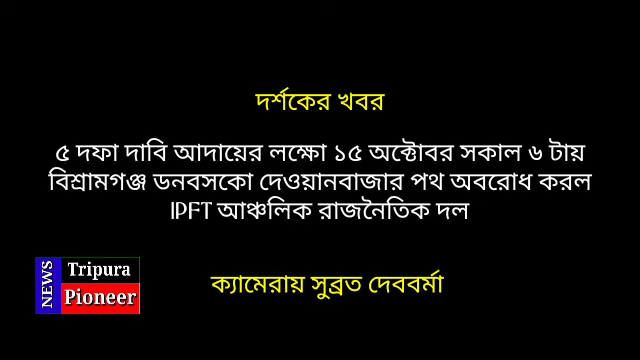 দর্শকের খবর
৫ দফা দাবি আদায়ের লক্ষ্যে ১৫ অক্টোবর সকাল ৬ টায়
বিশ্রামগঞ্জ ডনবসকো দেওয়ানবাজার পথ অবরোধ করল
IPFT আঞ্চলিক রাজনৈতিক দল
ক্যামেরায় সুব্রত দেববর্মা
NEWS
Tripura
Pioneer